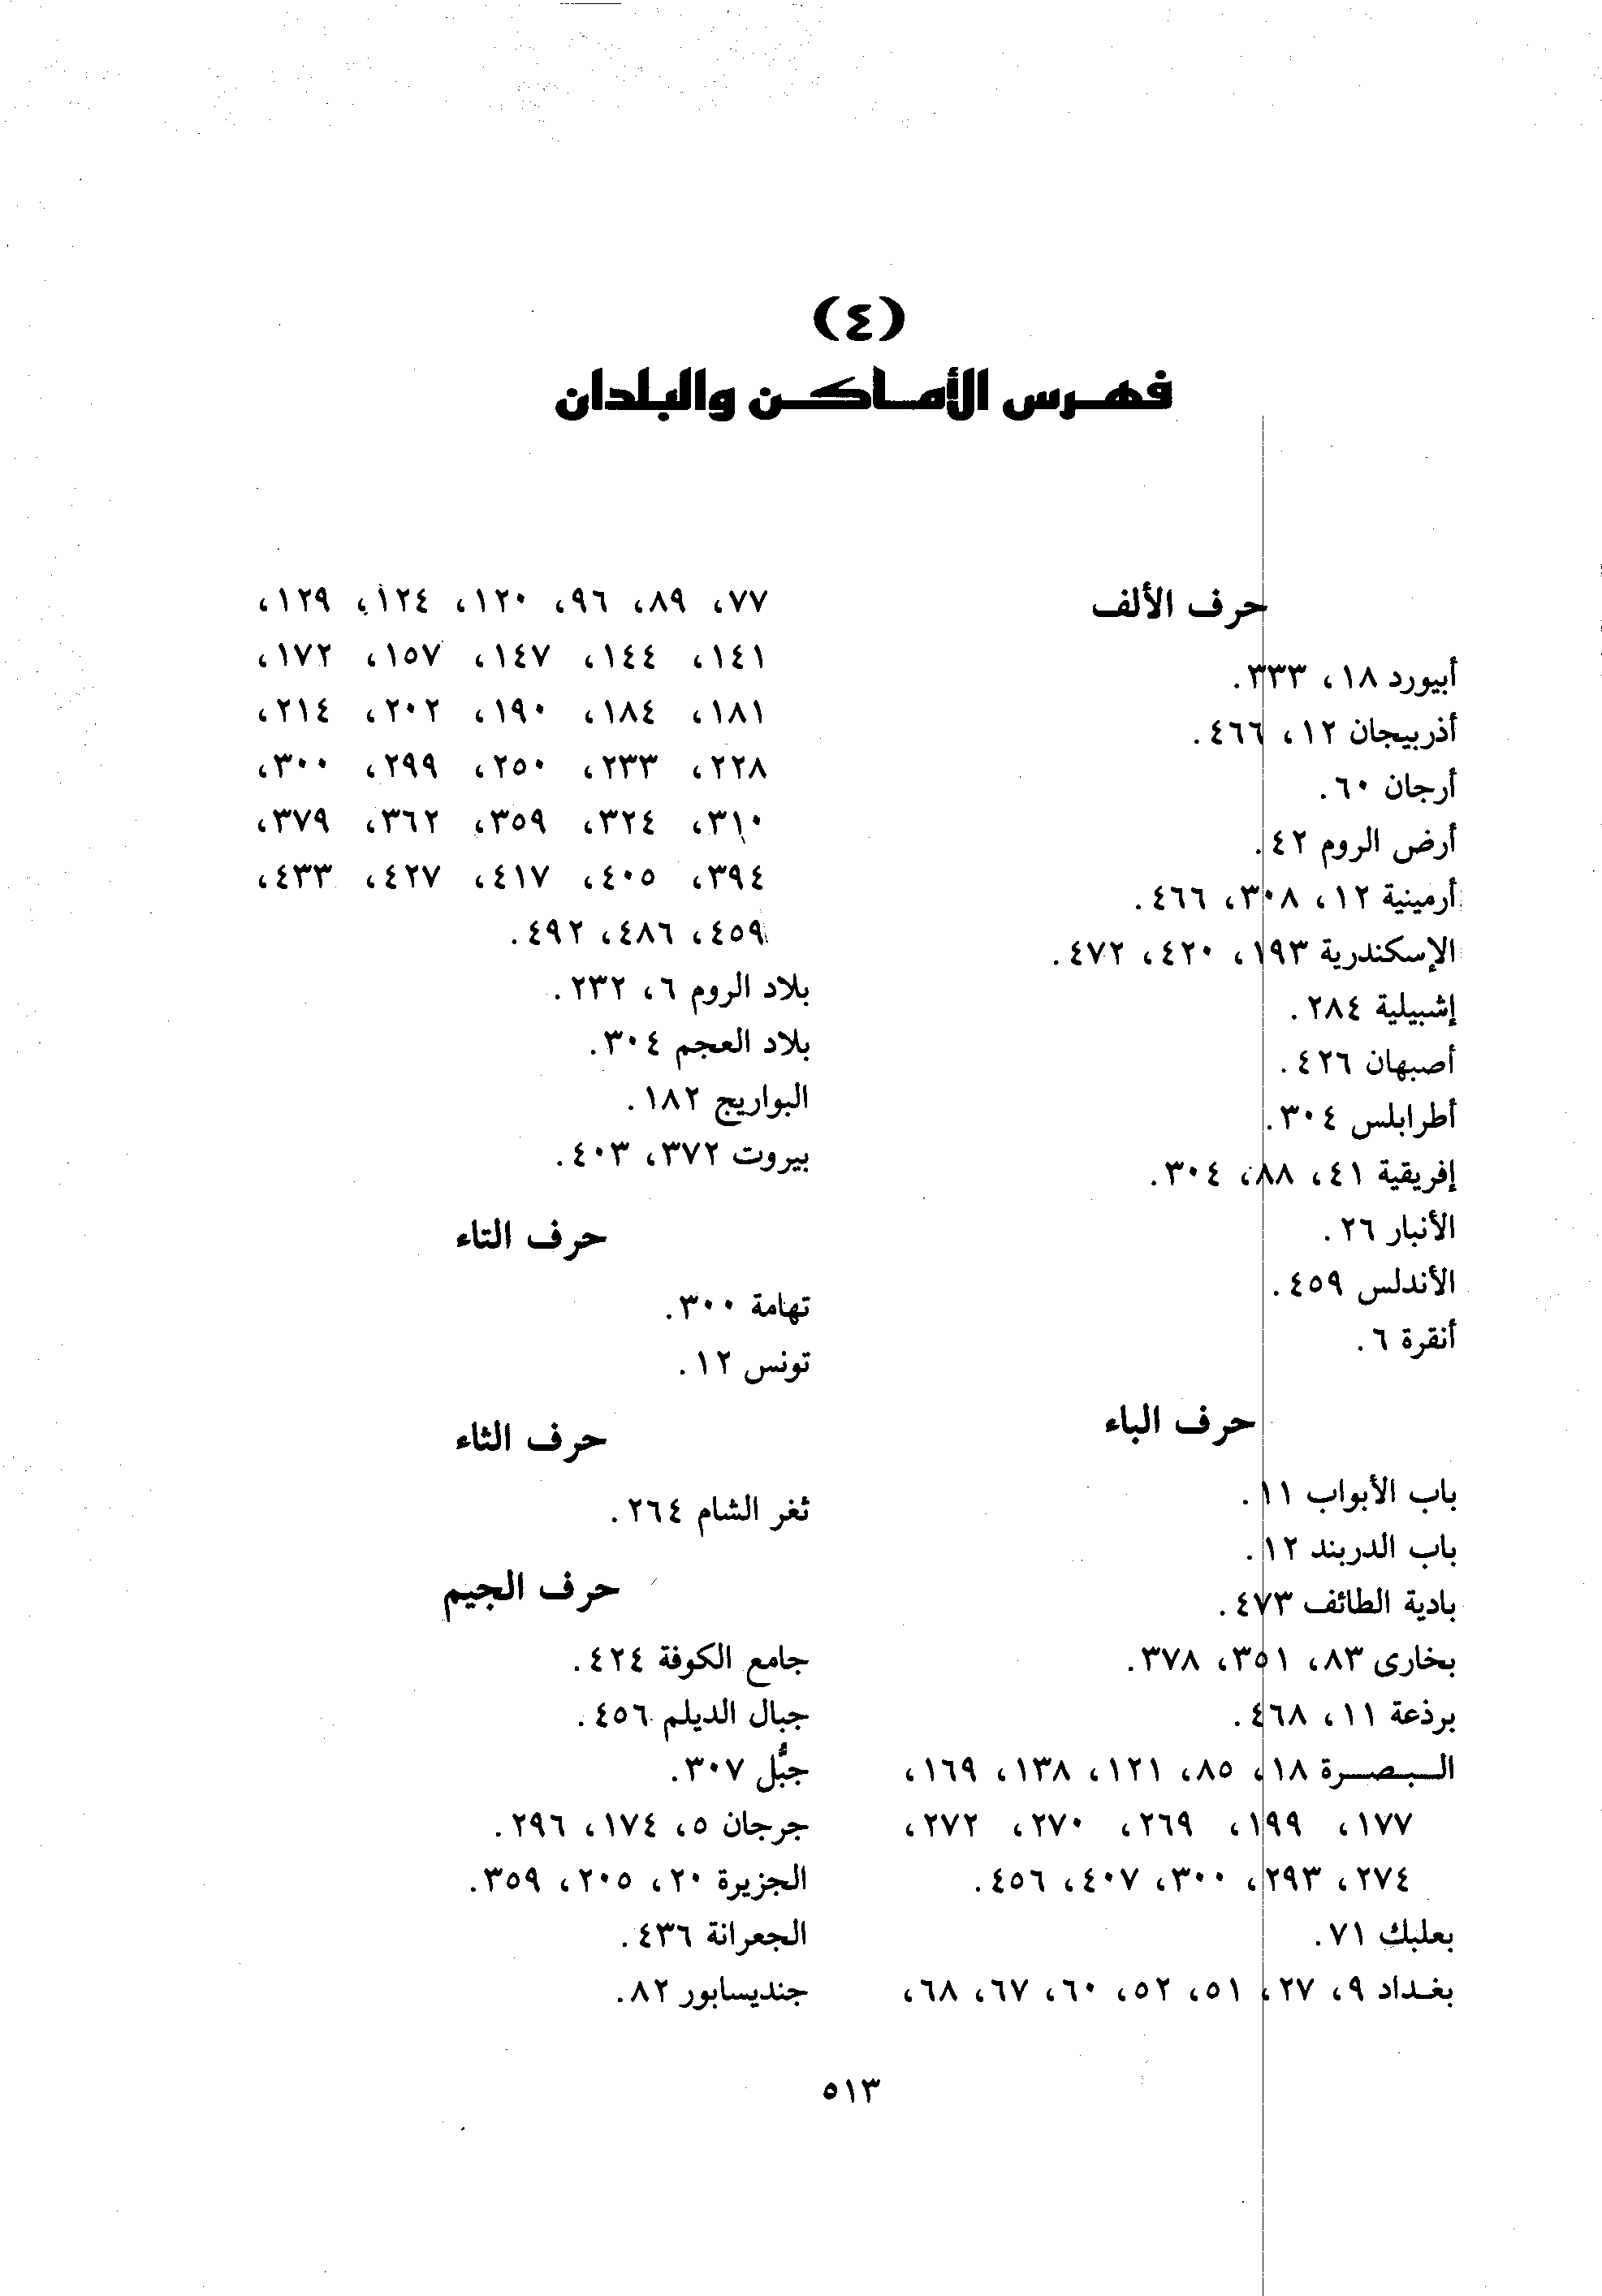 (٤)
فهرس الأماكن والبلدان
حرف الألف
أبيورد ١٨، ٣٣٣.
أذربيجان ١٢، ٤٦٦.
أرجان ٦٠.
أرض الروم ٤٢.
أرمينية ١٢، ٣٠٨، ٤٦٦.
الإسكندرية ١٩٣، ٤٢٠، ٤٧٢.
إشبيلية ٢٨٤.
أصبهان ٤٢٦.
أطرابلس ٣٠٤.
إفريقية ٤١، ٨٨، ٣٠٤.
الأنبار ٢٦.
الأندلس ٤٥٩.
أنقرة ٦.
حرف الباء
باب الأبواب ١١.
باب الدربند ١٢.
بادية الطائف ٤٧٣.
بخارى ٨٣، ٣٥١، ٣٧٨.
برذعة ١١، ٤٦٨.
البصرة ١٨، ٨٥، ١٢١، ١٣٨، ١٦٩،
١٧٧، ١٩٩، ٢٦٩، ٢٧٠، ٢٧٢،
٢٧٤، ٢٩٣، ٣٠٠، ٤٠٧، ٤٥٦.
بعلبك ٧١.
بغداد ٩، ٢٧، ٥١، ٥٢، ٦٠، ٦٧، ٦٨،
٧٧، ٨٩، ٩٦، ١٢٠، ١٢٤، ١٢٩،
١٤١، ١٤٤، ١٤٧، ١٥٧، ١٧٢،
١٨١، ١٨٤، ١٩٠، ٢٠٢، ٢١٤،
٢٢٨، ٢٣٣، ٢٥٠، ٢٩٩، ٣٠٠،
٣١٠، ٣٢٤، ٣٥٩، ٣٦٢، ٣٧٩،
٣٩٤، ٤٠٥، ٤١٧، ٤٢٧، ٤٣٣،
٤٥٩، ٤٨٦، ٤٩٢.
بلاد الروم ٦، ٢٣٢.
بلاد العجم ٣٠٤.
البواريج ١٨٢.
بيروت ٣٧٢، ٤٠٣.
حرف التاء
تهامة ٣٠٠.
تونس ١٢.
حرف الثاء
ثغر الشام ٢٦٤.
حرف الجيم
جامع الكوفة ٤٢٤.
جبال الديلم ٤٥٦.
جبُّل ٣٠٧.
جرجان ٥، ١٧٤، ٢٩٦.
الجزيرة ٢٠، ٢٠٥، ٣٥٩.
الجعرانة ٤٣٦.
جنديسابور ٨٢.
٥١٣